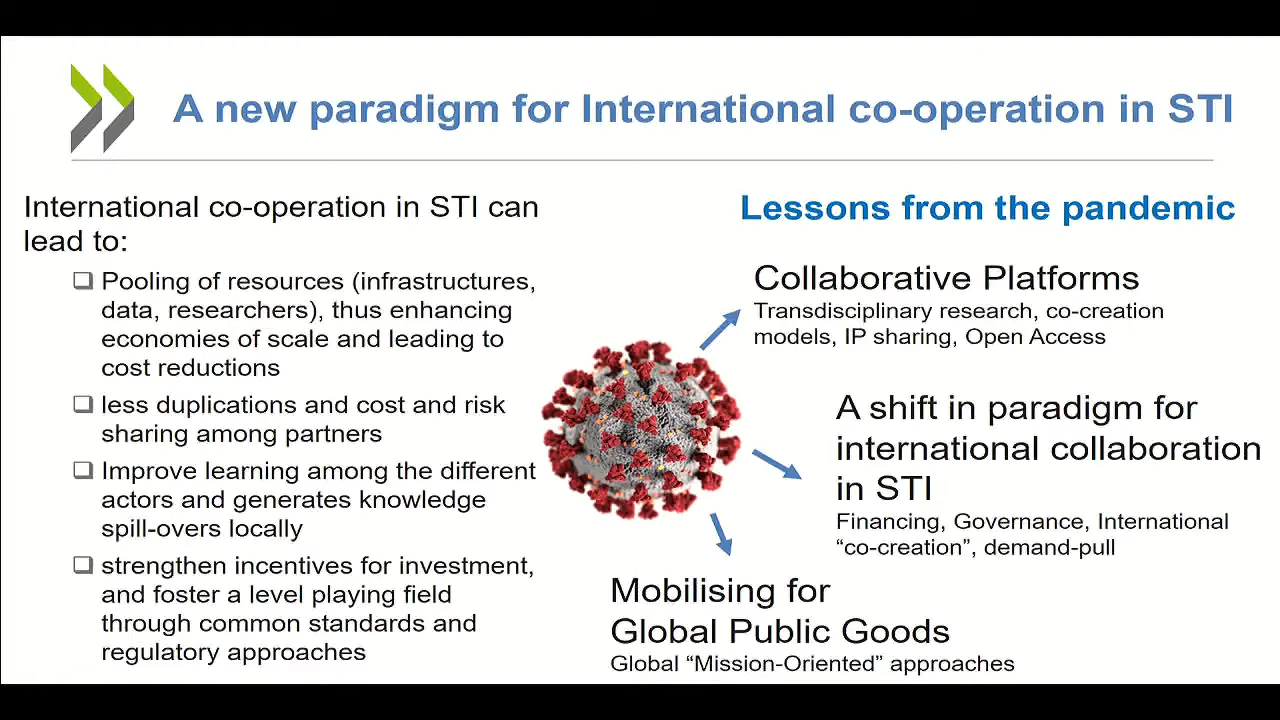 A new paradigm for International co-operation in STI
International co-operation in STI can
lead to:
Pooling of resources (infrastructures,
data, researchers), thus enhancing
economies of scale and leading to
cost reductions
less duplications and cost and risk
sharing among partners
Improve learning among the different
actors and generates knowledge
spill-overs locally
strengthen incentives for investment,
and foster a level playing field
through common standards and
regulatory approaches
Lessons from the pandemic
Collaborative Platforms
Transdisciplinary research, co-creation
models, IP sharing, Open Access
A shift in paradigm for
international collaboration
in STI
Financing, Governance, International
“co-creation”, demand-pull
Mobilising for
Global Public Goods
Global “Mission-Oriented” approaches